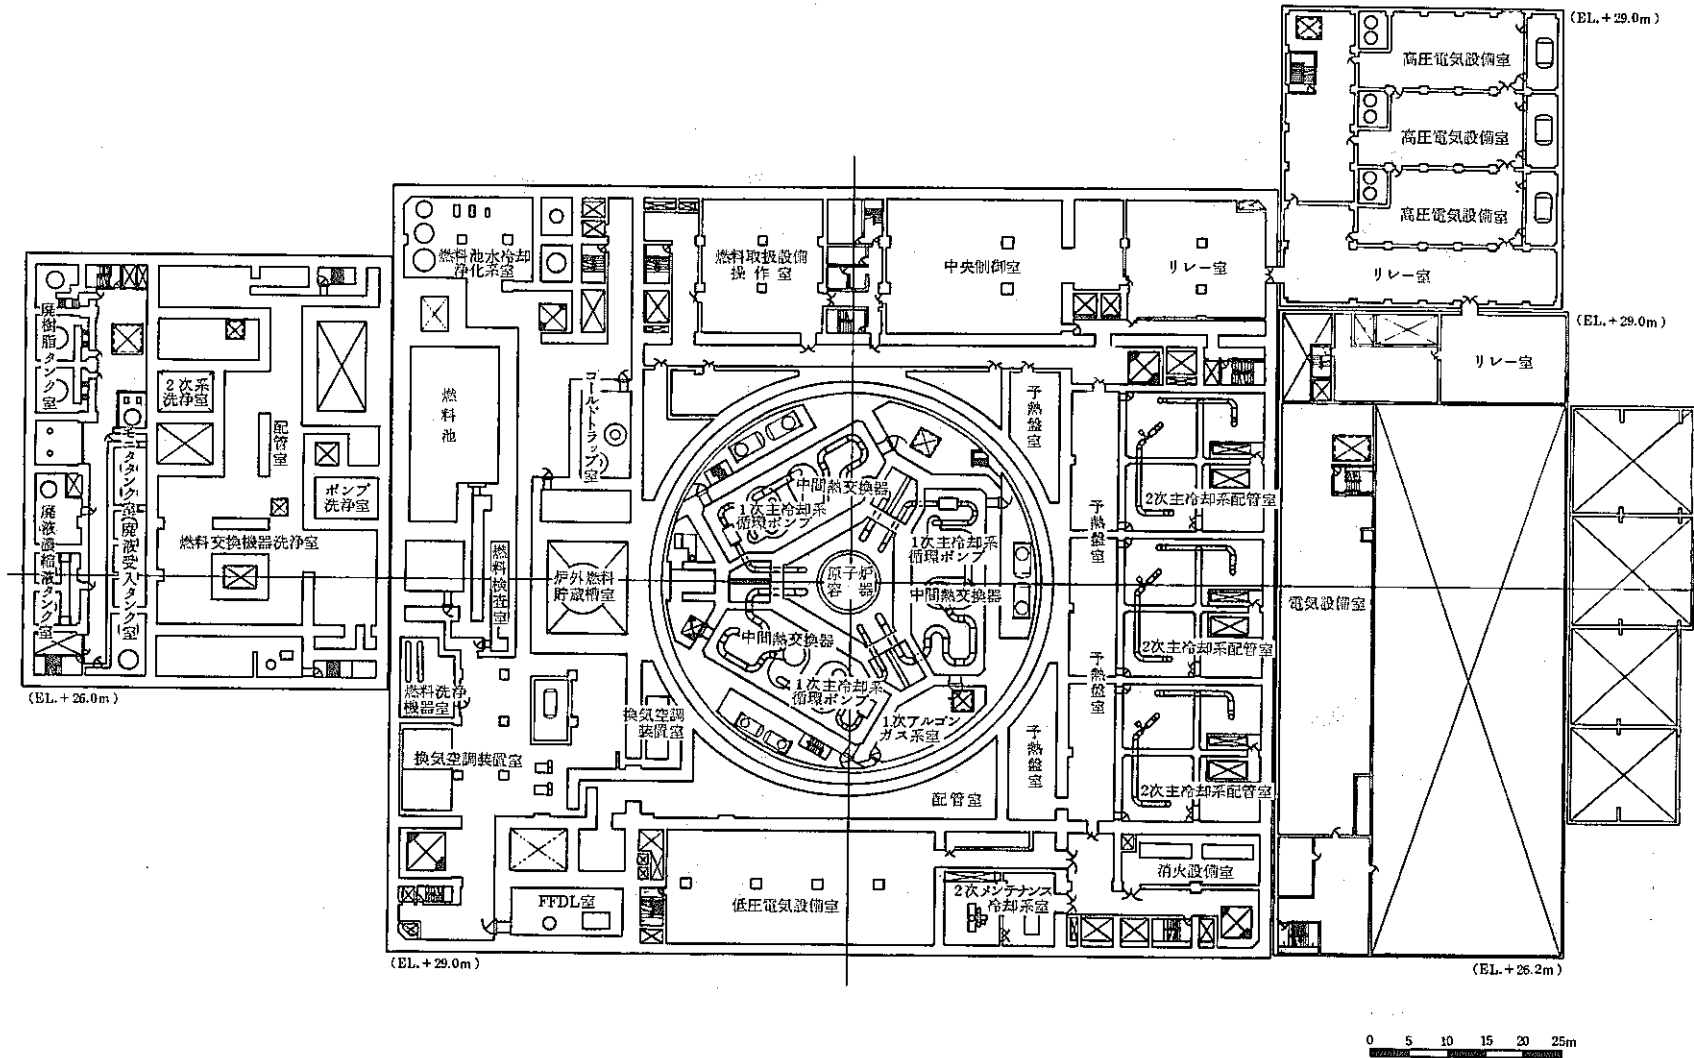 (EL.+29.0m)
高圧電気設備室
高圧電気設備室
高圧電気設備室
リレー室
(EL.+29.0m)
リレー室
燃料池水冷却
浄化系室
燃料取扱設備
操作室
中央制御室
リレー室
廃樹脂タンク室
2次系
洗浄室
配管室
モニタタンク室
ポンプ
洗浄室
廃液濃縮液タンク室
廃液受入タンク室
燃料交換機器洗浄室
(EL.+26.0m)
燃料池
コールドトラップ室
燃料検査室
炉外燃料
貯蔵槽室
燃料洗浄
機器室
換気空調装置室
換気空調
装置室
FFDL室
(EL.+29.0m)
中間熱交換器
1次主冷却系
循環ポンプ
1次主冷却系
循環ポンプ
原子炉
容器
中間熱交換器
中間熱交換器
1次主冷却系
循環ポンプ
1次アルゴン
ガス系室
配管室
予熱盤室
予熱盤室
予熱盤室
予熱盤室
2次主冷却系配管室
2次主冷却系配管室
2次主冷却系配管室
電気設備室
低圧電気設備室
2次メンテナンス
冷却系室
消火設備室
(EL.+26.2m)
0 5 10 15 20 25m